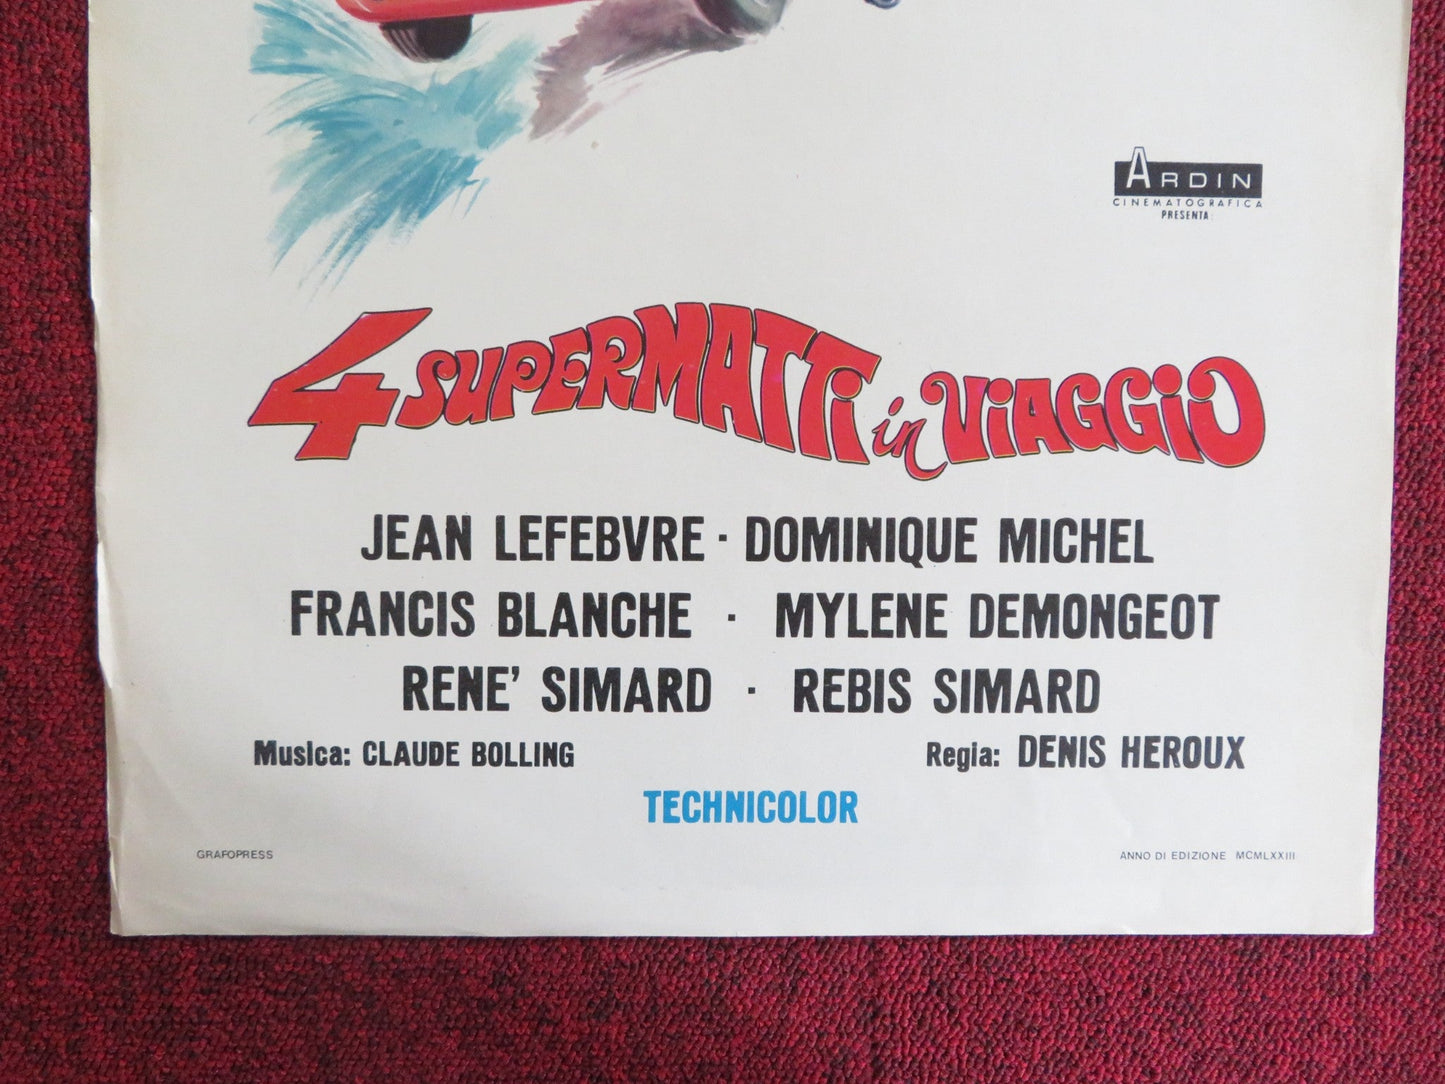 ARDIN
CINEMATOGRAFICA
PRESENTA:
4 SUPERMATTI in VIAGGIO
JEAN LEFEBVRE · DOMINIQUE MICHEL
FRANCIS BLANCHE · MYLENE DEMONGEOT
RENE' SIMARD · REBIS SIMARD
Musica: CLAUDE BOLLING
Regia: DENIS HEROUX
TECHNICOLOR
GRAFOPRESS
ANNO DI EDIZIONE MCMLXXIII